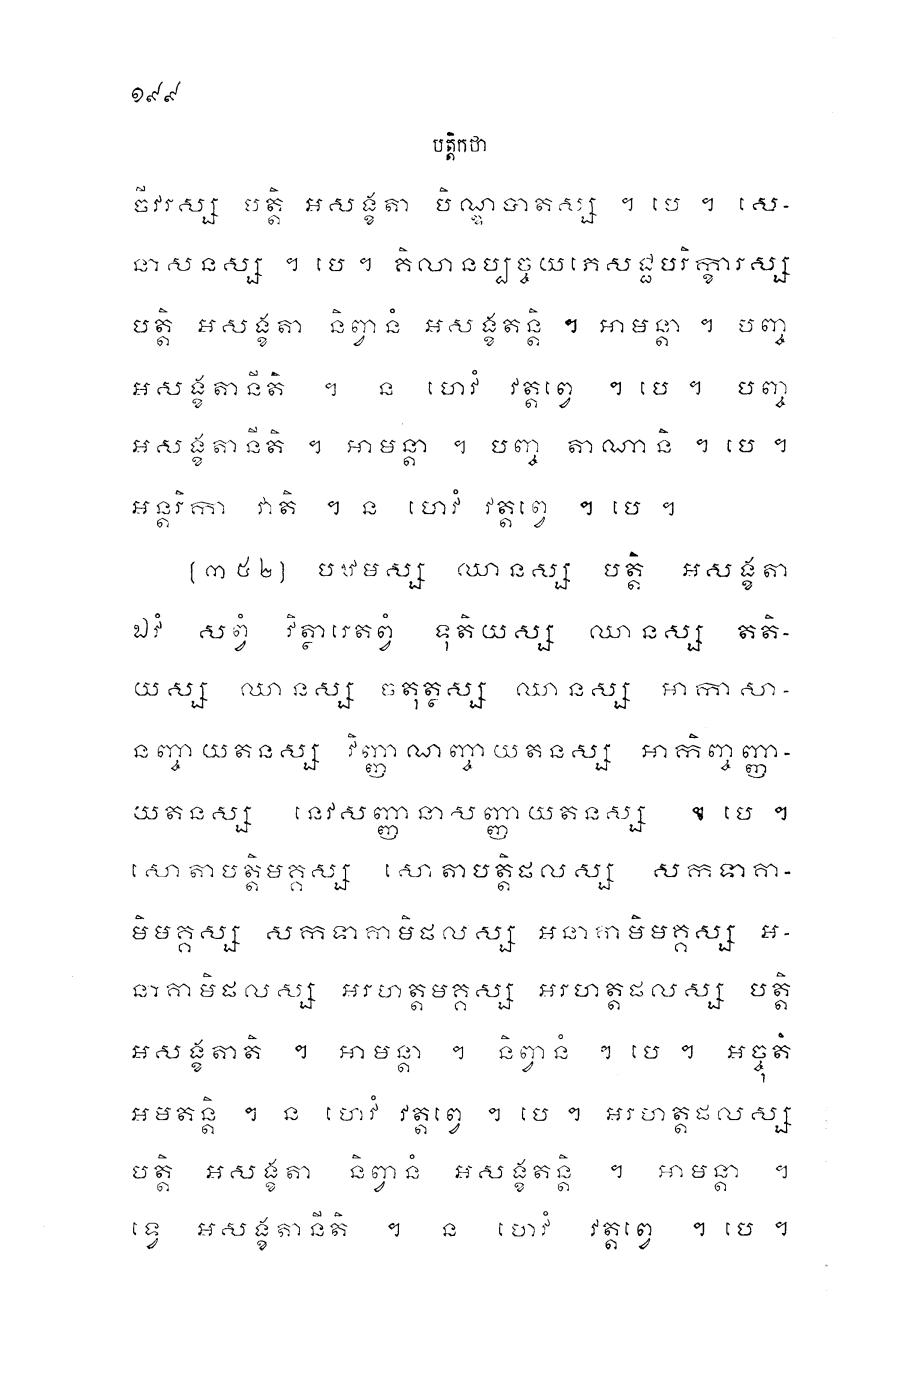 ១៩៩
បត្តិកថា
ចីវរស្ស បត្តិ អសង្ខតា បិណ្ឌបាតស្ស ។ បេ ។ សេ-
នាសនស្ស ។ បេ ។ គិលានប្បច្ចយភេសជ្ជបរិក្ខារស្ស
បត្តិ អសង្ខតា និព្វានំ អសង្ខតន្តិ ។ អាមន្តា ។ បញ្ច
អសង្ខតានីតិ ។ ន ហេវំ វត្តព្វេ ។ បេ ។ បញ្ច
អសង្ខតានីតិ ។ អាមន្តា ។ បញ្ច តាណានិ ។ បេ ។
អន្តរិកា វាតិ ។ ន ហេវំ វត្តព្វេ ។ បេ ។
[៣៥២] បឋមស្ស ឈានស្ស បត្តិ អសង្ខតា
ឯវំ សព្វំ វិត្ថារេតព្វំ ទុតិយស្ស ឈានស្ស តតិ-
យស្ស ឈានស្ស ចតុត្ថស្ស ឈានស្ស អាកាសា-
នញ្ចាយតនស្ស វិញ្ញាណញ្ចាយតនស្ស អាកិញ្ចញ្ញា-
យតនស្ស នេវសញ្ញានាសញ្ញាយតនស្ស ។ បេ ។
សោតាបត្តិមគ្គស្ស សោតាបត្តិផលស្ស សកទាគា-
មិមគ្គស្ស សកទាគាមិផលស្ស អនាគាមិមគ្គស្ស អ-
នាគាមិផលស្ស អរហត្តមគ្គស្ស អរហត្តផលស្ស បត្តិ
អសង្ខតាតិ ។ អាមន្តា ។ និព្វានំ ។ បេ ។ អច្ចុតំ
អមតន្តិ ។ ន ហេវំ វត្តព្វេ ។ បេ ។ អរហត្តផលស្ស
បត្តិ អសង្ខតា និព្វានំ អសង្ខតន្តិ ។ អាមន្តា ។
ទ្វេ អសង្ខតានីតិ ។ ន ហេវំ វត្តព្វេ ។ បេ ។